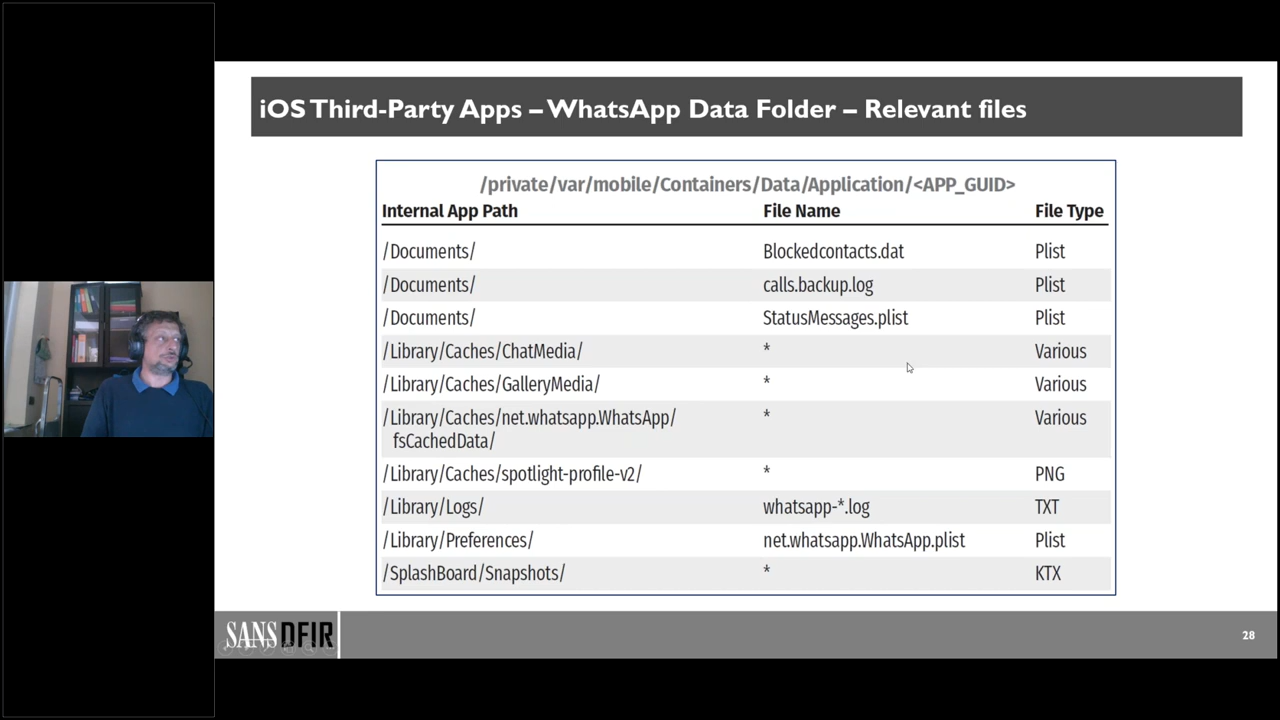 iOS Third-Party Apps – WhatsApp Data Folder – Relevant files
/private/var/mobile/Containers/Data/Application/<APP_GUID>
Internal App Path File Name File Type
/Documents/ Blockedcontacts.dat Plist
/Documents/ calls.backup.log Plist
/Documents/ StatusMessages.plist Plist
/Library/Caches/ChatMedia/ * Various
/Library/Caches/GalleryMedia/ * Various
/Library/Caches/net.whatsapp.WhatsApp/ * Various
fsCachedData/
/Library/Caches/spotlight-profile-v2/ * PNG
/Library/Logs/ whatsapp-*.log TXT
/Library/Preferences/ net.whatsapp.WhatsApp.plist Plist
/SplashBoard/Snapshots/ * KTX
SANS DFIR 28